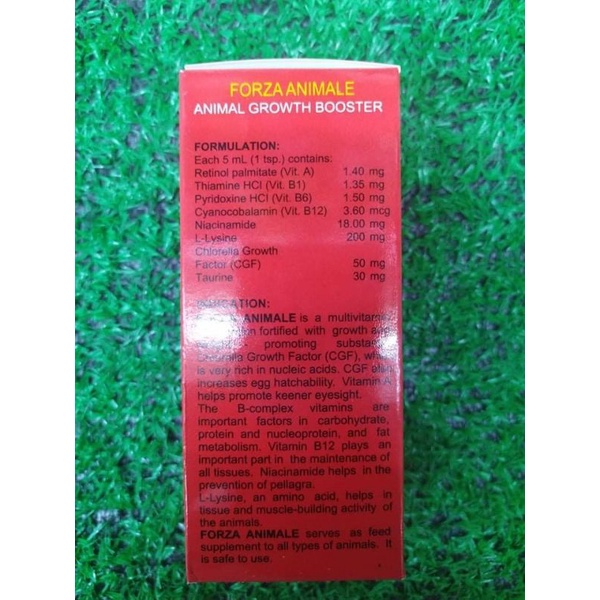 FORZA ANIMALE
ANIMAL GROWTH BOOSTER
FORMULATION:
Each 5 mL (1 tsp.) contains:
Retinol palmitate (Vit. A) 1.40 mg
Thiamine HCl (Vit. B1) 1.35 mg
Pyridoxine HCl (Vit. B6) 1.50 mg
Cyanocobalamin (Vit. B12) 3.60 mcg
Niacinamide 18.00 mg
L-Lysine 200 mg
Chlorella Growth
Factor (CGF) 50 mg
Taurine 30 mg
INDICATION:
FORZA ANIMALE is a multivitamin
fortified with growth and
- promoting substance
Chlorella Growth Factor (CGF), which
is very rich in nucleic acids. CGF also
increases egg hatchability. Vitamin A
helps promote keener eyesight.
The B-complex vitamins are
important factors in carbohydrate,
protein and nucleoprotein, and fat
metabolism. Vitamin B12 plays an
important part in the maintenance of
all tissues. Niacinamide helps in the
prevention of pellagra.
L-Lysine, an amino acid, helps in
tissue and muscle-building activity of
the animals.
FORZA ANIMALE serves as feed
supplement to all types of animals. It
is safe to use.